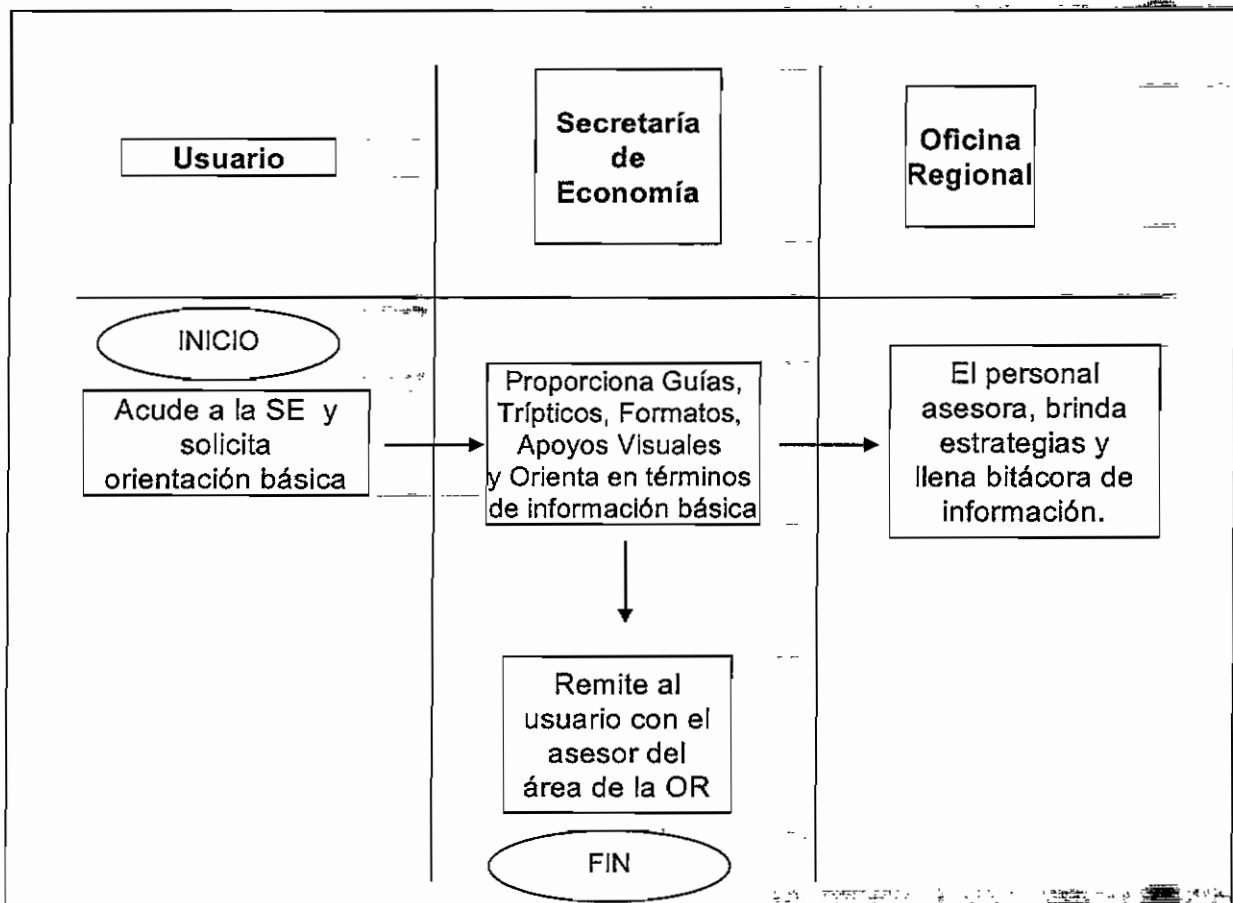 Usuario
Secretaría
de
Economía
Oficina
Regional
INICIO
Acude a la SE y
solicita
orientación básica
Proporciona Guías,
Trípticos, Formatos,
Apoyos Visuales
y Orienta en términos
de información básica
El personal
asesora, brinda
estrategias y
llena bitácora de
información.
Remite al
usuario con el
asesor del
área de la OR
FIN